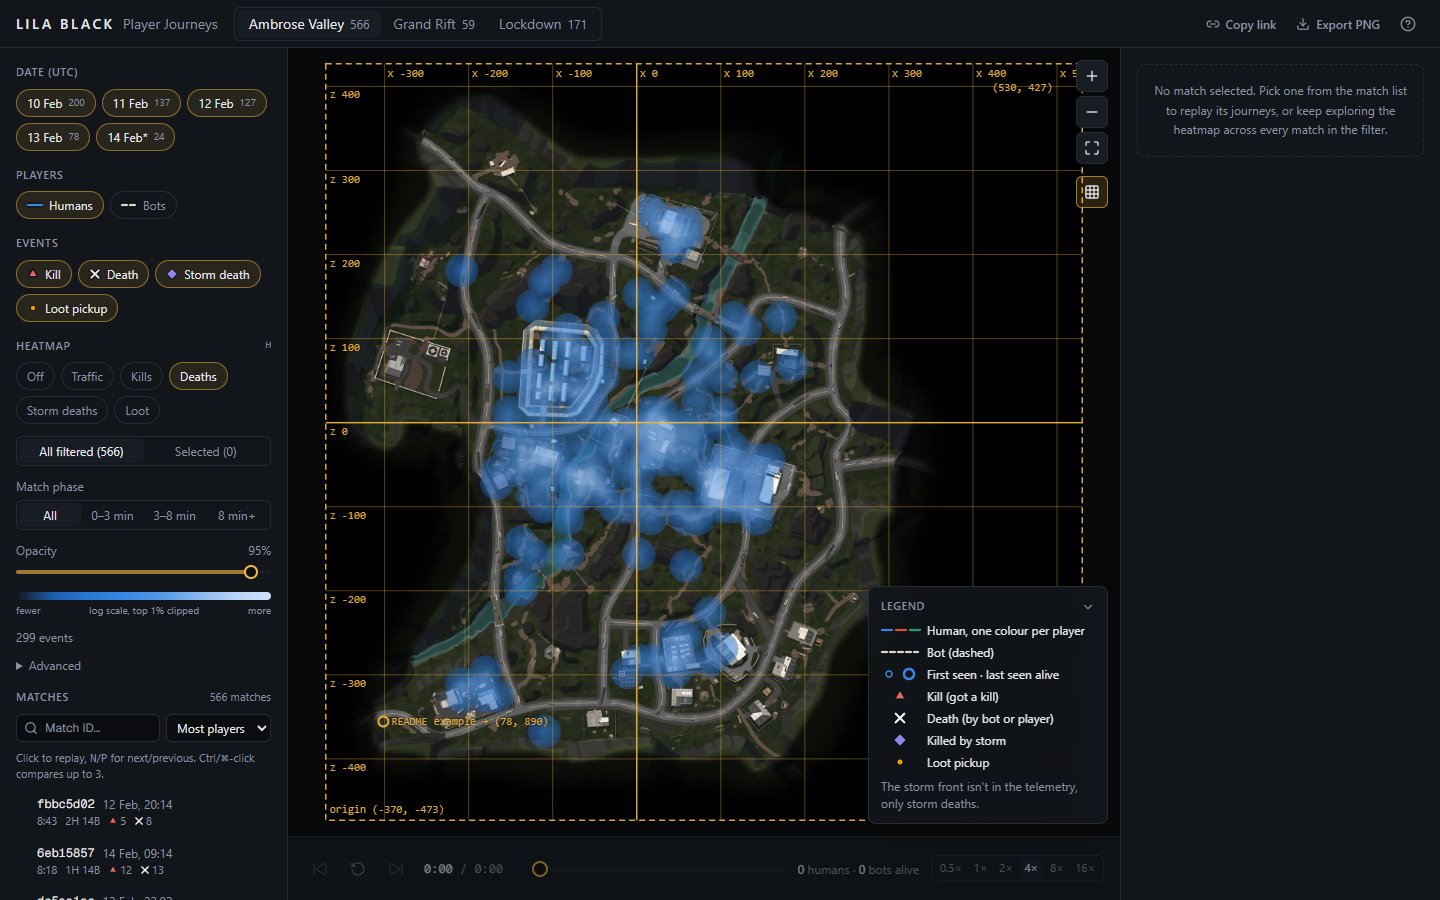 LILA BLACK Player Journeys Ambrose Valley 566 Grand Rift 59 Lockdown 171 Copy link Export PNG ?
DATE (UTC)
10 Feb 200 11 Feb 137 12 Feb 127
13 Feb 78 14 Feb* 24
PLAYERS
Humans Bots
EVENTS
Kill Death Storm death
Loot pickup
HEATMAP H
Off Traffic Kills Deaths
Storm deaths Loot
All filtered (566) Selected (0)
Match phase
All 0–3 min 3–8 min 8 min+
Opacity 95%
fewer log scale, top 1% clipped more
299 events
Advanced
MATCHES 566 matches
Match ID... Most players
Click to replay, N/P for next/previous. Ctrl/⌘-click
compares up to 3.
fbbc5d02 12 Feb, 20:14
8:43 2H 14B 5 8
6eb15857 14 Feb, 09:14
8:18 1H 14B 12 13
x -300 x -200 x -100 x 0 x 100 x 200 x 300 x 400
(530, 427)
z 400
z 300
z 200
z 100
z 0
z -100
z -200
z -300
README example → (78, 890)
z -400
origin (-370, -473)
LEGEND
Human, one colour per player
Bot (dashed)
First seen · last seen alive
Kill (got a kill)
Death (by bot or player)
Killed by storm
Loot pickup
The storm front isn't in the telemetry,
only storm deaths.
0:00 / 0:00 0 humans · 0 bots alive 0.5× 1× 2× 4× 8× 16×
No match selected. Pick one from the match list
to replay its journeys, or keep exploring the
heatmap across every match in the filter.